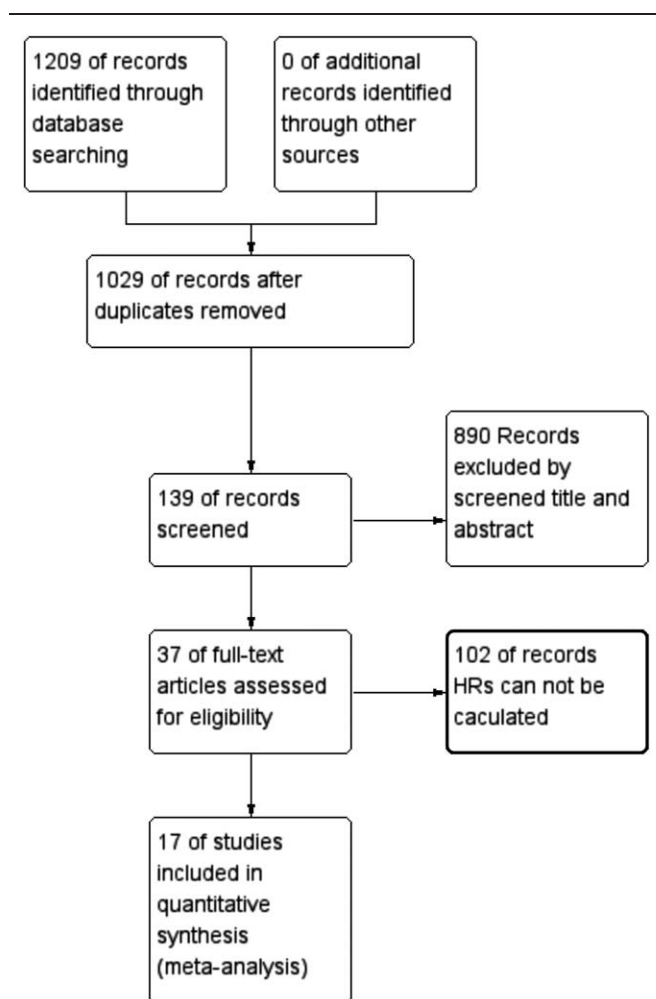 1209 of records
identified through
database
searching
0 of additional
records identified
through other
sources
1029 of records after
duplicates removed
890 Records
excluded by
screened title and
abstract
139 of records
screened
37 of full-text
articles assessed
for eligibility
102 of records
HRs can not be
caculated
17 of studies
included in
quantitative
synthesis
(meta-analysis)